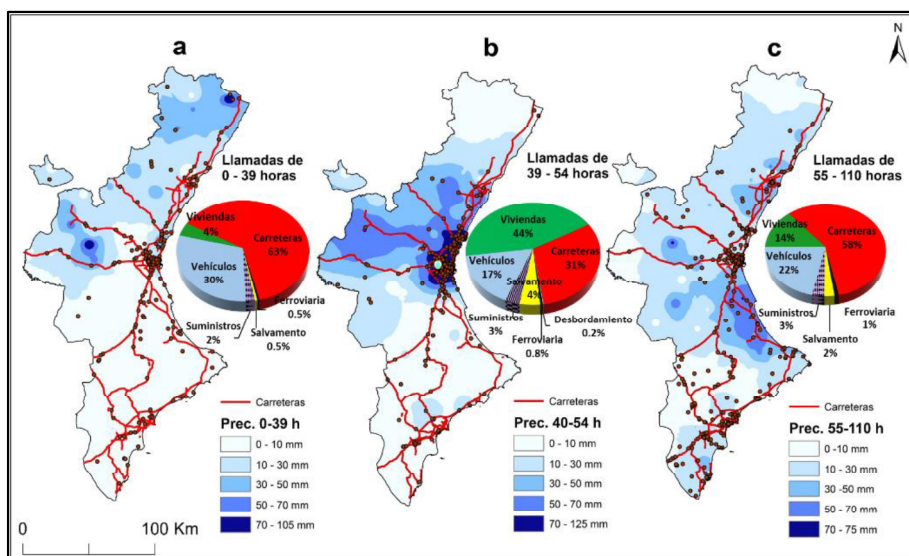 a
b
c
N
Llamadas de
0 - 39 horas
Viviendas
4%
Carreteras
63%
Vehículos
30%
Suministros
2%
Ferroviaria
0.5%
Salvamento
0.5%
Carreteras
Prec. 0-39 h
0 - 10 mm
10 - 30 mm
30 - 50 mm
50 - 70 mm
70 - 105 mm
0
100 Km
Llamadas de
39 - 54 horas
Viviendas
44%
Carreteras
31%
Vehículos
17%
Salvamento
4%
Suministros
3%
Desbordamiento
0.2%
Ferroviaria
0.8%
Carreteras
Prec. 40-54 h
0 - 10 mm
10 - 30 mm
30 - 50 mm
50 - 70 mm
70 - 125 mm
Llamadas de
55 - 110 horas
Viviendas
14%
Carreteras
58%
Vehículos
22%
Suministros
3%
Ferroviaria
1%
Salvamento
2%
Carreteras
Prec. 55-110 h
0 -10 mm
10 - 30 mm
30 -50 mm
50 - 70 mm
70 - 75 mm